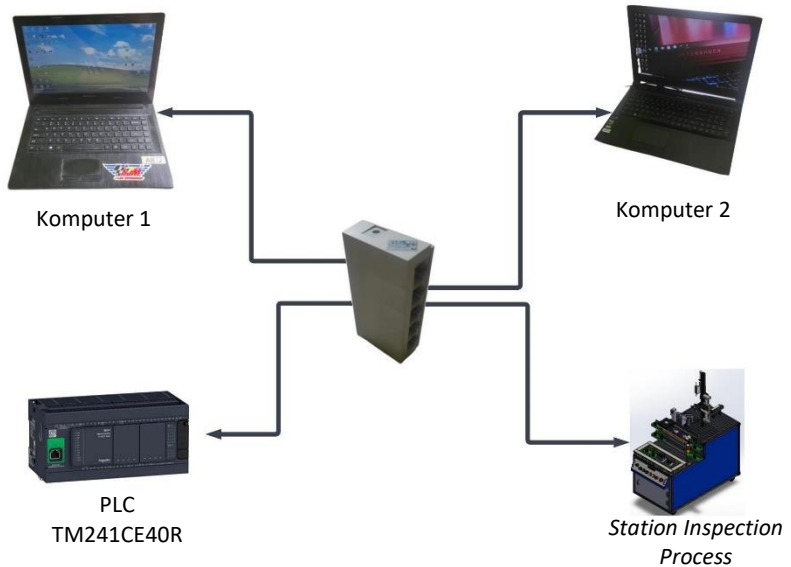 Komputer 1
Komputer 2
PLC
TM241CE40R
Station Inspection
Process